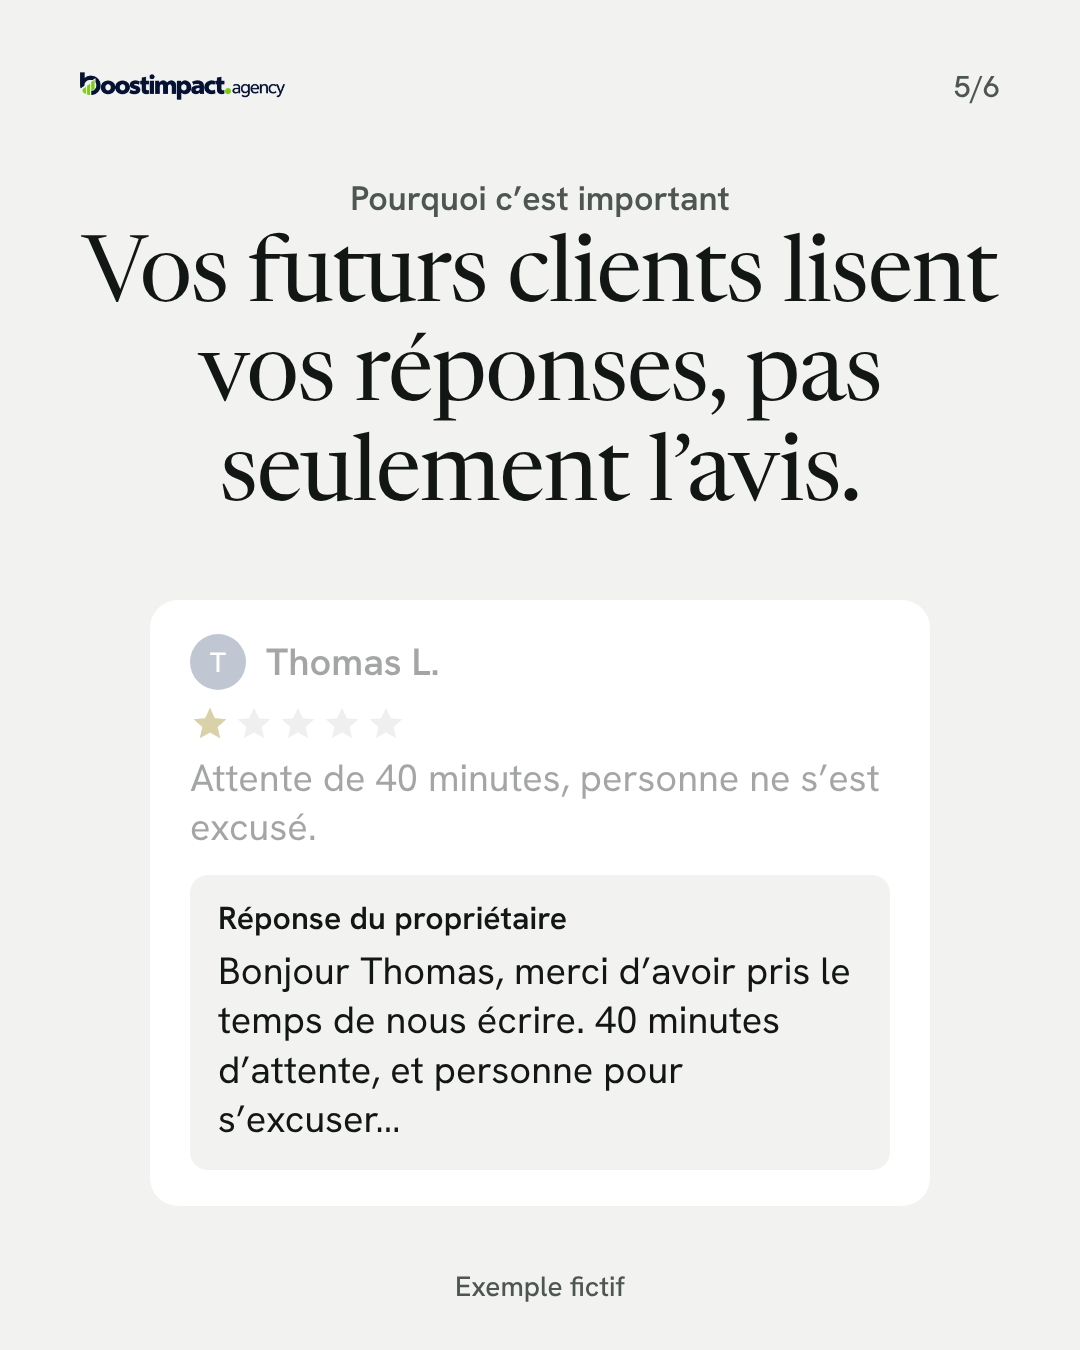 boostimpact.agency
5/6
Pourquoi c’est important
Vos futurs clients lisent
vos réponses, pas
seulement l’avis.
T
Thomas L.
Attente de 40 minutes, personne ne s’est
excusé.
Réponse du propriétaire
Bonjour Thomas, merci d’avoir pris le
temps de nous écrire. 40 minutes
d’attente, et personne pour
s’excuser…
Exemple fictif